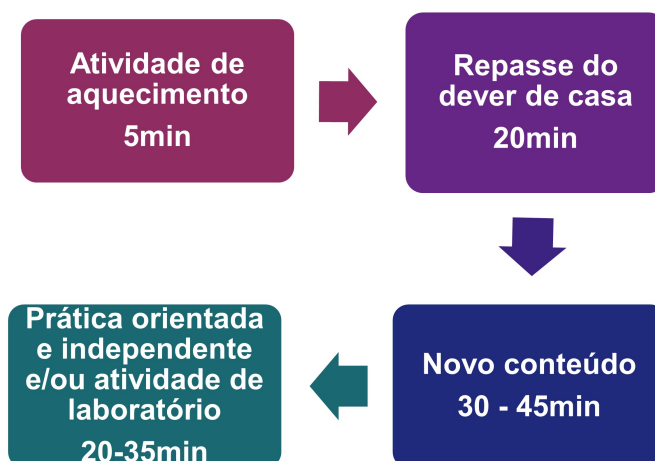 Atividade de
aquecimento
5min
Repasse do
dever de casa
20min
Novo conteúdo
30 - 45min
Prática orientada
e independente
e/ou atividade de
laboratório
20-35min